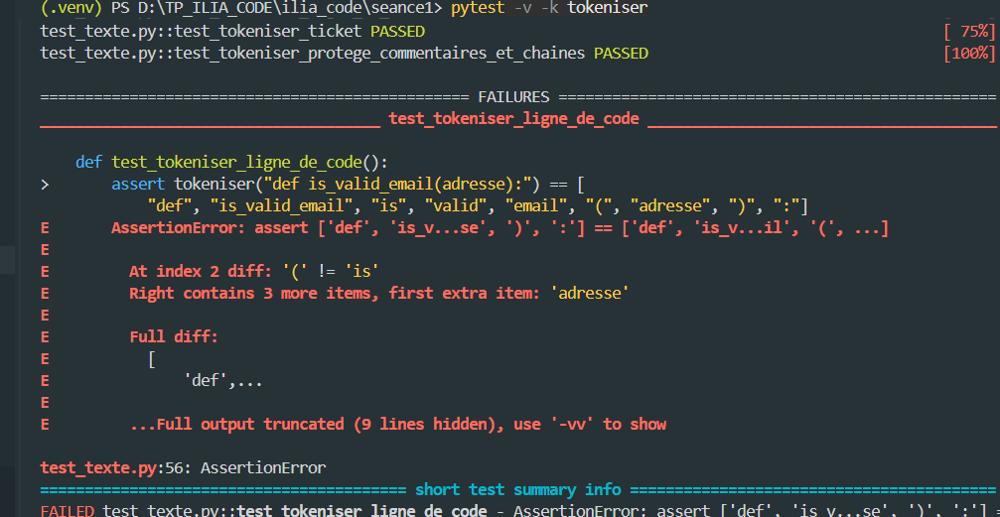 (.venv) PS D:\TP_ILIA_CODE\ilia_code\seance1> pytest -v -k tokeniser
test_texte.py::test_tokeniser_ticket PASSED [ 75%]
test_texte.py::test_tokeniser_protege_commentaires_et_chaines PASSED [100%]
================================================ FAILURES =================================================
______________________________________ test_tokeniser_ligne_de_code _______________________________________
def test_tokeniser_ligne_de_code():
> assert tokeniser("def is_valid_email(adresse):") == [
"def", "is_valid_email", "is", "valid", "email", "(", "adresse", ")", ":"]
E AssertionError: assert ['def', 'is_v...se', ')', ':'] == ['def', 'is_v...il', '(', ...]
E
E At index 2 diff: '(' != 'is'
E Right contains 3 more items, first extra item: 'adresse'
E
E Full diff:
E [
E 'def',...
E
E ...Full output truncated (9 lines hidden), use '-vv' to show
test_texte.py:56: AssertionError
========================================= short test summary info =========================================
FAILED test_texte.py::test_tokeniser_ligne_de_code - AssertionError: assert ['def', 'is_v...se', ')', ':']